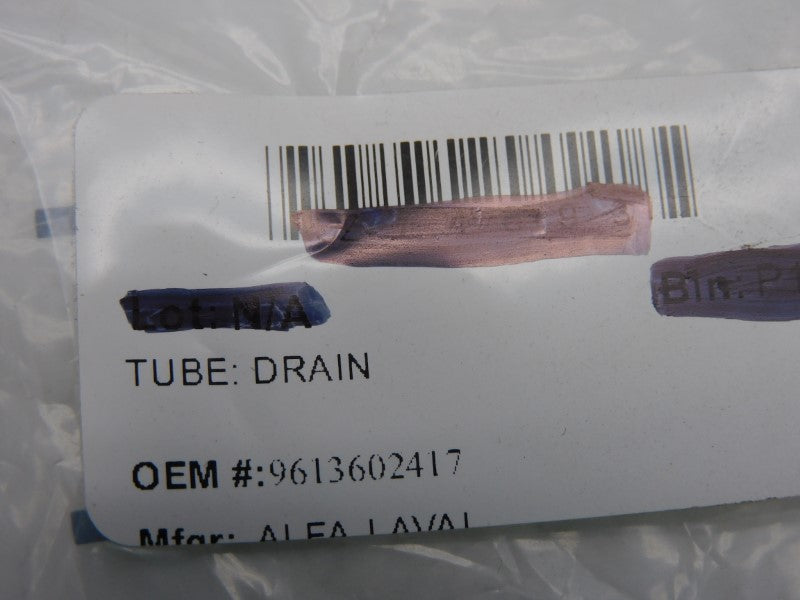 Lot: N/A
Bin: P
TUBE: DRAIN
OEM #:9613602417
Mfgr: ALFA LAVAL